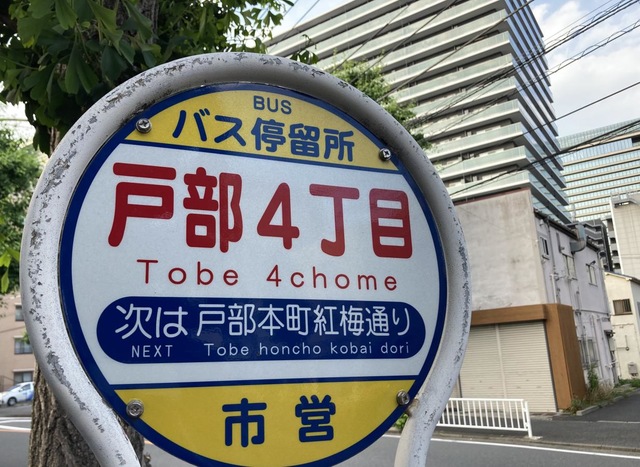 BUS
バス停留所
戸部4丁目
Tobe 4chome
次は 戸部本町紅梅通り
NEXT Tobe honcho kobai dori
市営